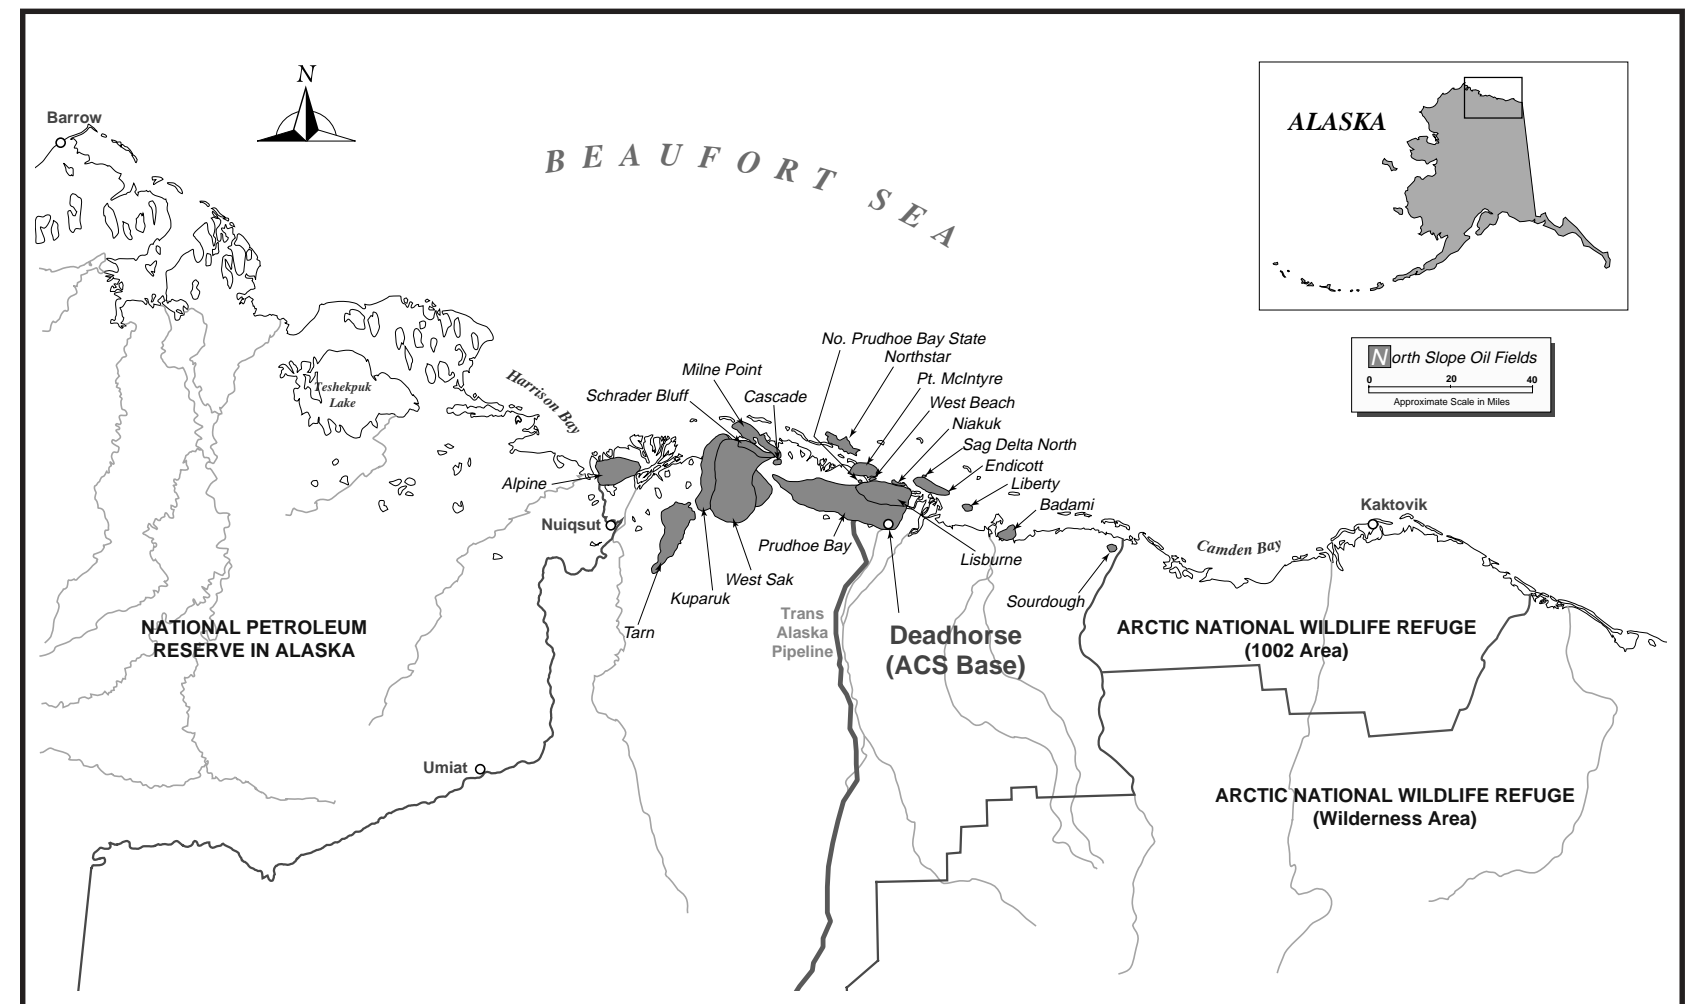 N
Barrow
BEAUFORT SEA
ALASKA
North Slope Oil Fields
0 20 40
Approximate Scale in Miles
No. Prudhoe Bay State
Northstar
Milne Point
Pt. McIntyre
Schrader Bluff
Cascade
West Beach
Niakuk
Sag Delta North
Endicott
Liberty
Badami
Harrison Bay
Teshekpuk
Lake
Alpine
Nuiqsut
Kaktovik
Camden Bay
Prudhoe Bay
Lisburne
West Sak
Kuparuk
Sourdough
Tarn
Trans
Alaska
Pipeline
Deadhorse
(ACS Base)
NATIONAL PETROLEUM
RESERVE IN ALASKA
ARCTIC NATIONAL WILDLIFE REFUGE
(1002 Area)
Umiat
ARCTIC NATIONAL WILDLIFE REFUGE
(Wilderness Area)